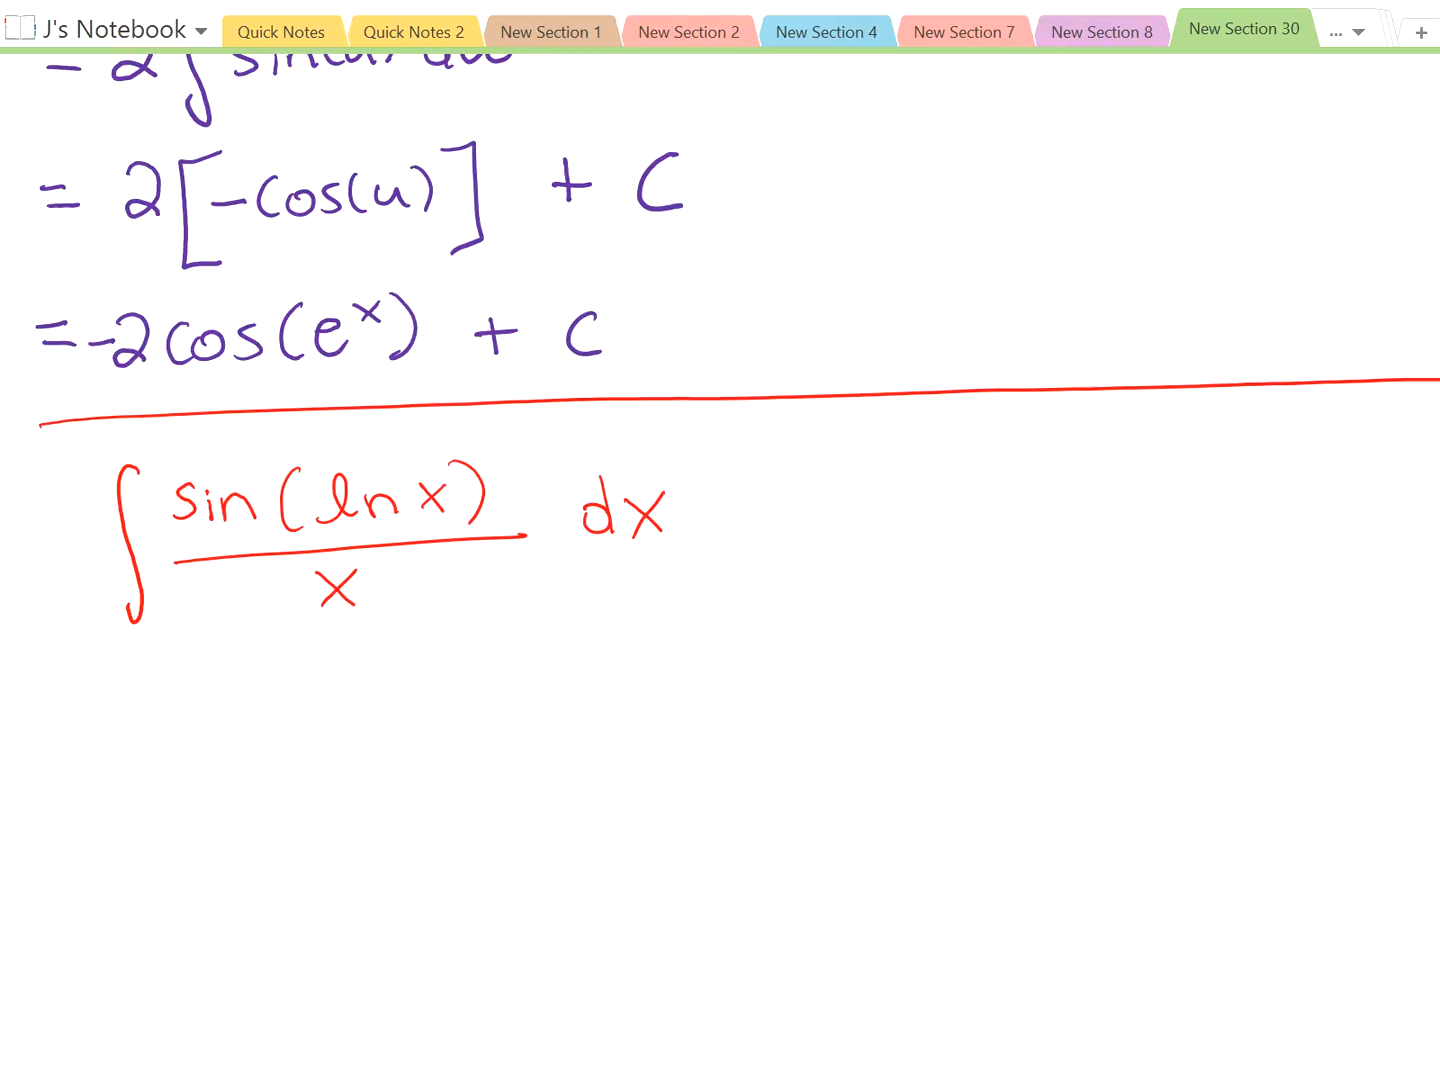 J's Notebook Quick Notes Quick Notes 2 New Section 1 New Section 2 New Section 4 New Section 7 New Section 8 New Section 30 ... +
= 2[-cos(u)] + C
= -2cos(e^x) + C
∫ sin(ln x)/x dx